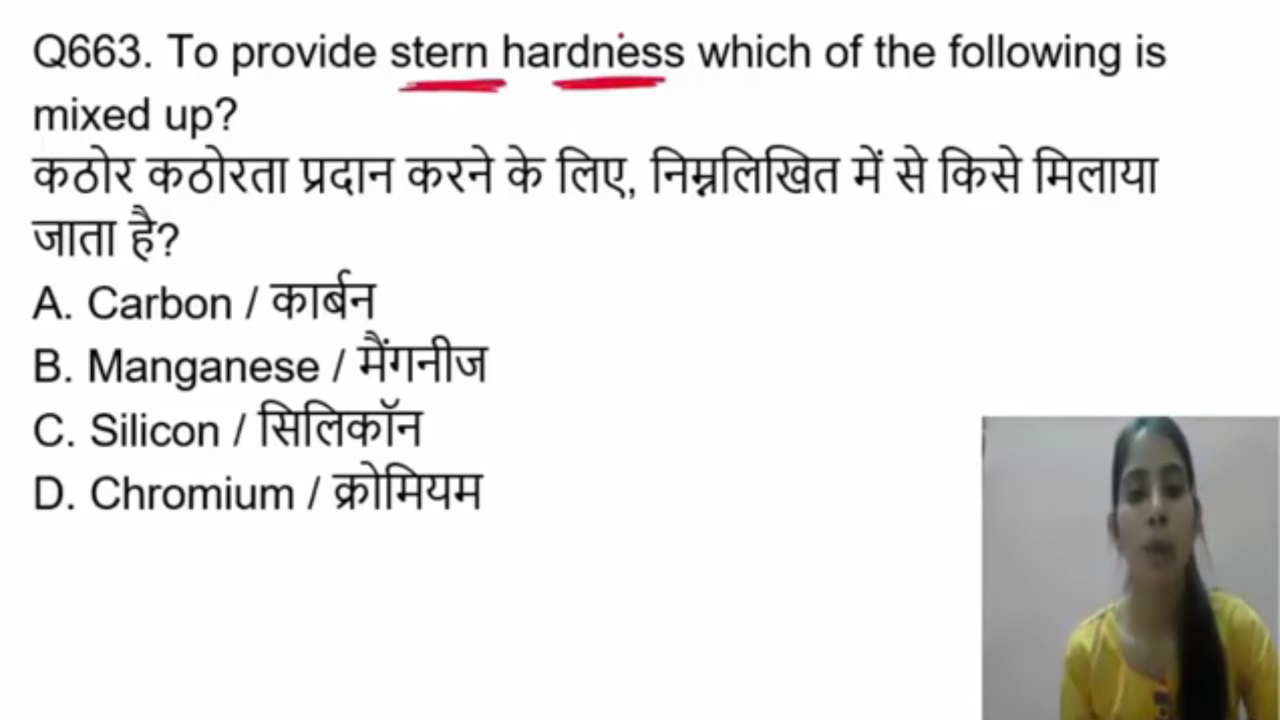 Q663. To provide stern hardness which of the following is
mixed up?
कठोर कठोरता प्रदान करने के लिए, निम्नलिखित में से किसे मिलाया
जाता है?
A. Carbon / कार्बन
B. Manganese / मैंगनीज
C. Silicon / सिलिकॉन
D. Chromium / क्रोमियम